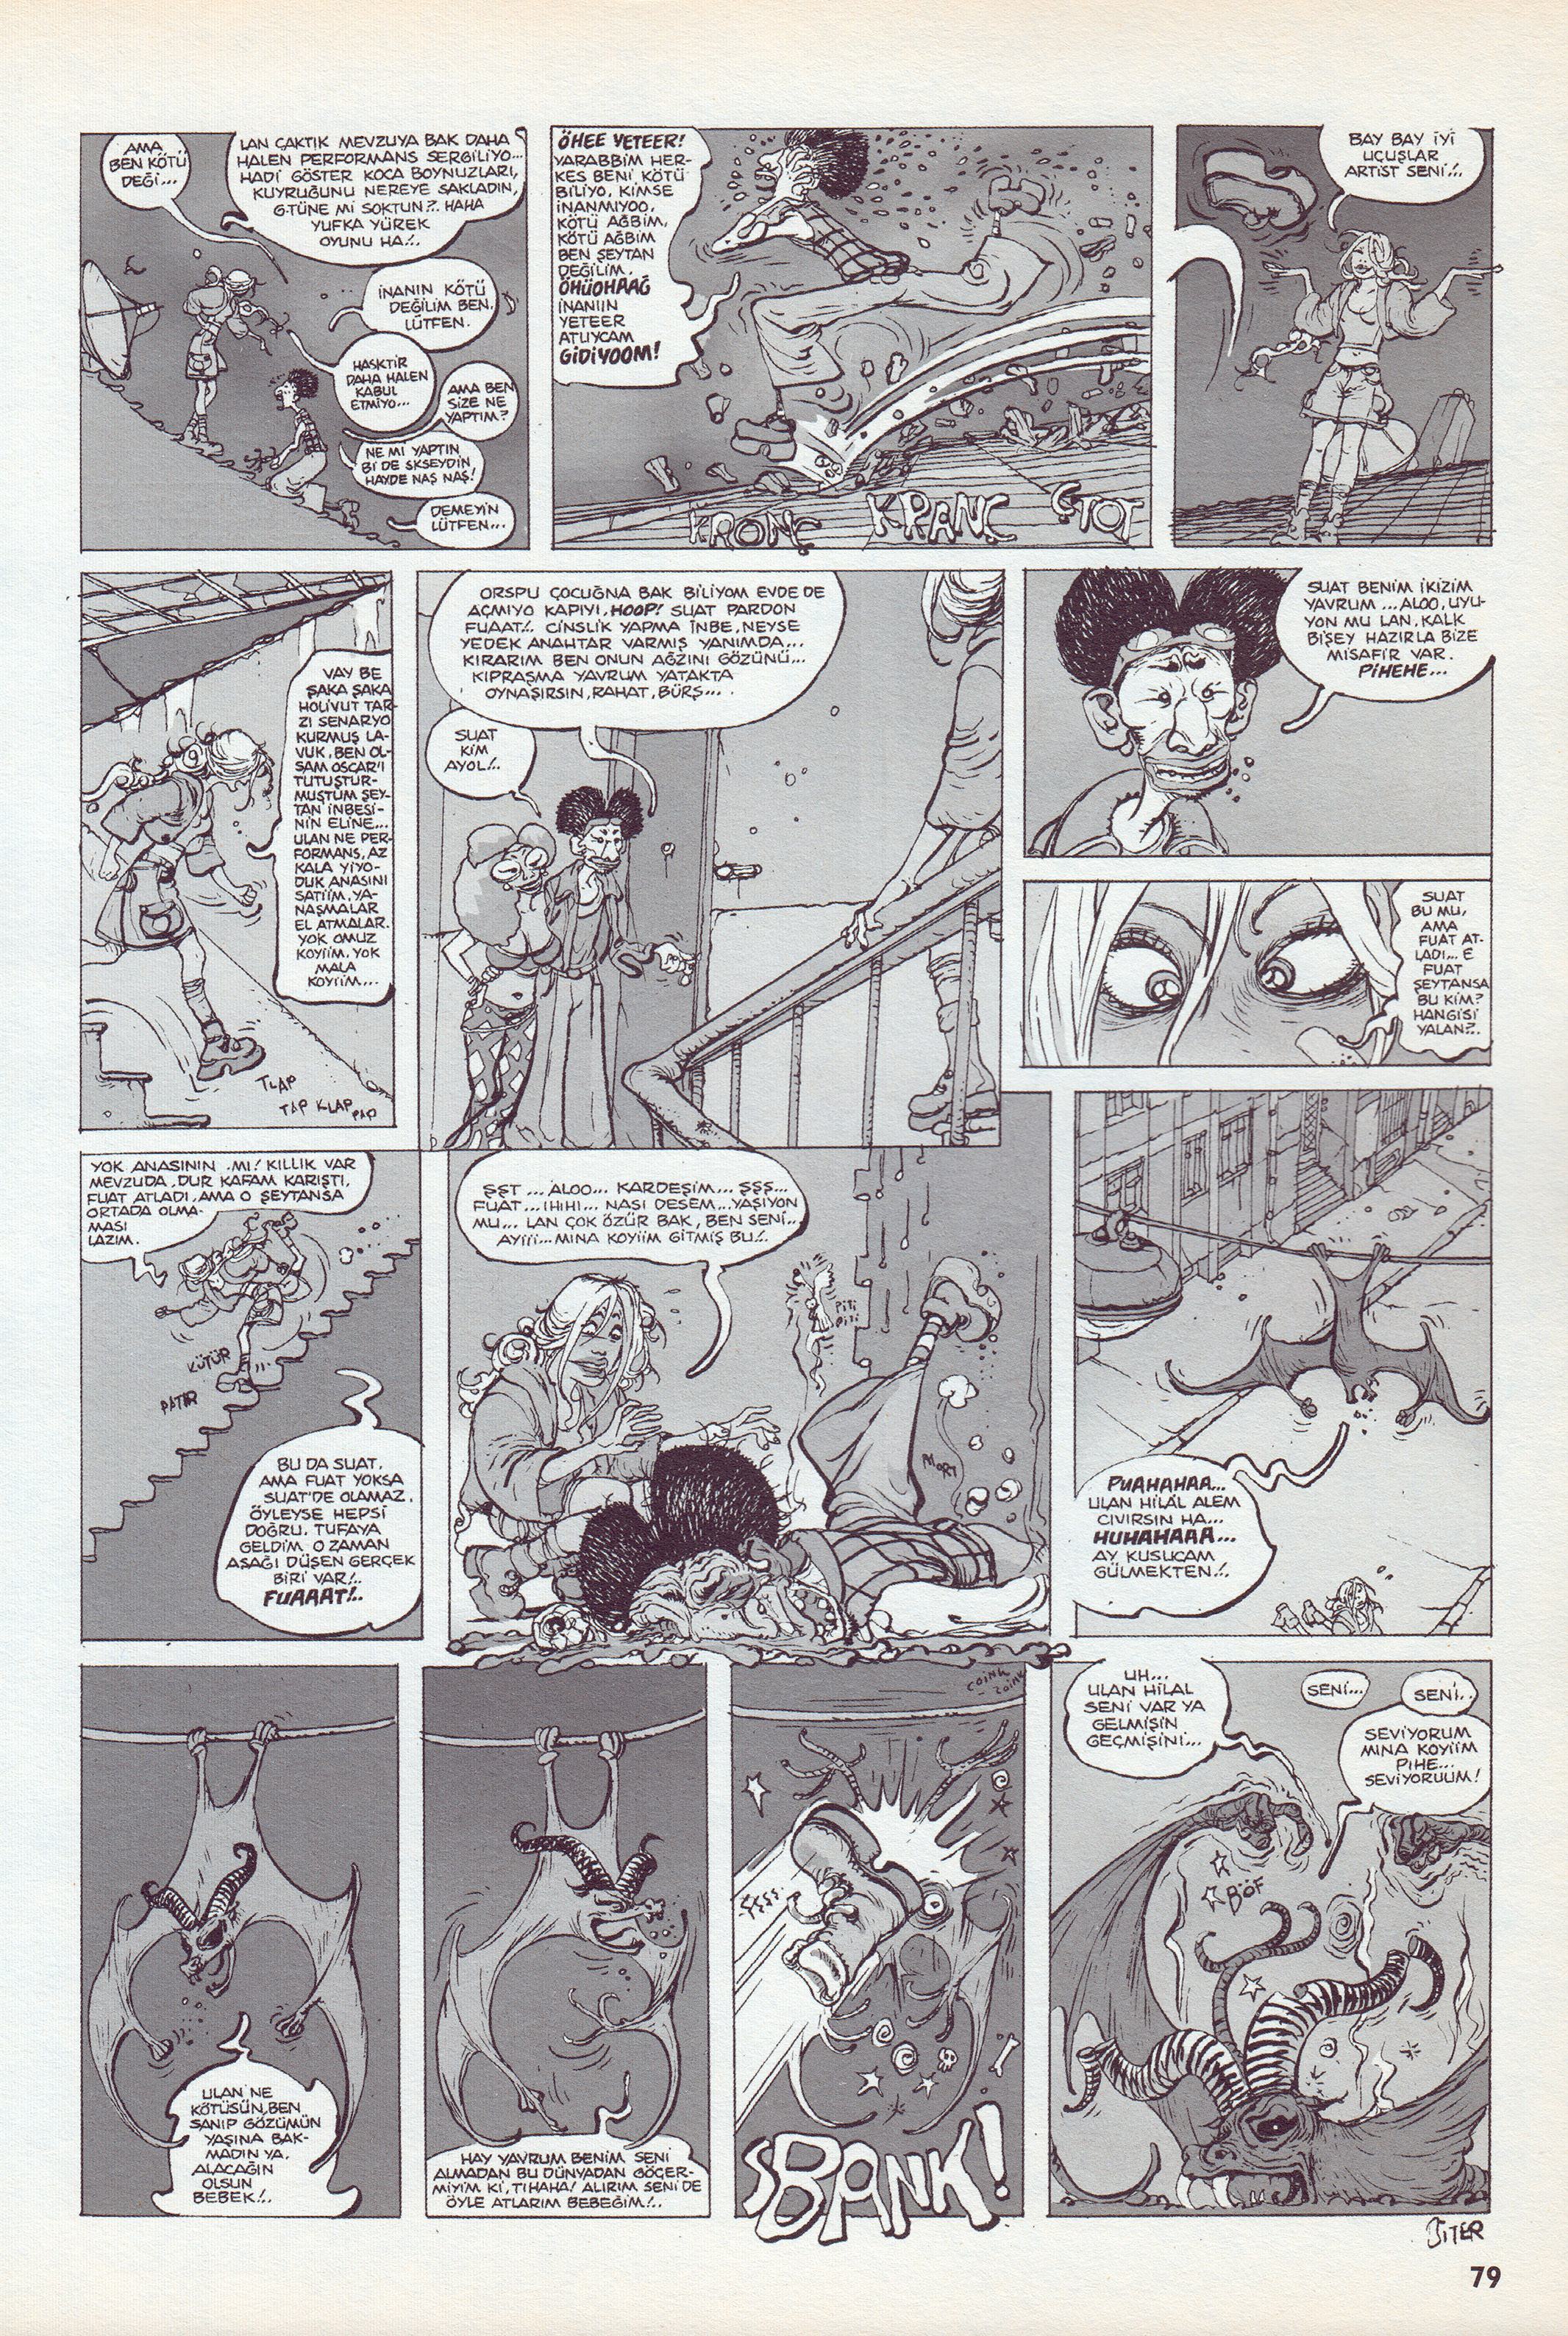 AMA
BEN KÖTÜ
DEĞİ...
LAN ÇAKTIK MEVZUYA BAK DAHA
HALEN PERFORMANS SERGİLİYO...
HADİ GÖSTER KOCA BOYNUZLARI,
KUYRUĞUNU NEREYE SAKLADIN,
G.TÜNE Mİ SOKTUN?. HAHA
YUFKA YÜREK
OYUNU HA!..
İNANIN KÖTÜ
DEĞİLİM BEN,
LÜTFEN.
HASKTİR
DAHA HALEN
KABUL
ETMİYO...
AMA BEN
SİZE NE
YAPTIM?
NE Mİ YAPTIN
Bİ DE SKSEYDİN,
HAYDE NAŞ NAŞ!
DEMEYİN
LÜTFEN...
ÖHEE YETEER!
YARABBİM HER-
KES BENİ KÖTÜ
BİLİYO, KİMSE
İNANMIYOO,
KÖTÜ AĞBİM,
KÖTÜ AĞBİM
BEN ŞEYTAN
DEĞİLİM.
ÖHÜOHAAĞ
İNANIIN
YETEER
ATLIYCAM
GİDİYOOM!
KRONÇ KRANÇ ÇTOT
BAY BAY İYİ
UÇUŞLAR
ARTİST SENİ!..
VAY BE
ŞAKA ŞAKA
HOLİVUT TAR-
ZI SENARYO
KURMUŞ LA-
VUK, BEN OL-
SAM OSCAR'I
TUTUŞTUR-
MUŞTUM ŞEY-
TAN İNBESİ-
NİN ELİNE...
ULAN NE PER-
FORMANS, AZ
KALA YİYO-
DUK ANASINI
SATİİM, YA-
NAŞMALAR
EL ATMALAR.
YOK OMUZ
KOYİİM, YOK
MALA
KOYİİM...
TLAP
TAP KLAP
PAP
ORSPU ÇOCUĞNA BAK BİLİYOM EVDE DE
AÇMIYO KAPIYI. HOOP! SUAT PARDON
FUAAT!.. CİNSLİK YAPMA İNBE, NEYSE
YEDEK ANAHTAR VARMIŞ YANIMDA...
KIRARIM BEN ONUN AĞZINI GÖZÜNÜ...
KIPRAŞMA YAVRUM YATAKTA
OYNAŞIRSIN, RAHAT, BÜRŞ...
SUAT
KİM
AYOL!..
SUAT BENİM İKİZİM
YAVRUM ... ALOO, UYU-
YON MU LAN, KALK
BİŞEY HAZIRLA BİZE
MİSAFİR VAR.
PİHEHE...
SUAT
BU MU,
AMA
FUAT AT-
LADI... E
FUAT
ŞEYTANSA
BU KİM?
HANGİSİ
YALAN?..
YOK ANASININ .MI! KILLIK VAR
MEVZUDA, DUR KAFAM KARIŞTI,
FUAT ATLADI, AMA O ŞEYTANSA
ORTADA OLMA-
MASI
LAZIM.
KÜTÜR
PATIR
BU DA SUAT,
AMA FUAT YOKSA
SUAT'DE OLAMAZ,
ÖYLEYSE HEPSİ
DOĞRU. TUFAYA
GELDİM. O ZAMAN
AŞAĞI DÜŞEN GERÇEK
BİRİ VAR!..
FUAAAT!..
ŞŞT ... ALOO... KARDEŞİM... ŞŞŞ...
FUAT... IHIHI... NASI DESEM... YAŞIYON
MU... LAN ÇOK ÖZÜR BAK, BEN SENİ...
AYİİİ... MINA KOYİİM GİTMİŞ BU!..
PITI
PITI
MORT
PUAHAHAA...
ULAN HİLAL ALEM
CIVIRSIN HA...
HUHAHAAA...
AY KUSUCAM
GÜLMEKTEN!..
ULAN NE
KÖTÜSÜN, BEN
SANIP GÖZÜMÜN
YAŞINA BAK-
MADIN YA,
ALACAĞIN
OLSUN
BEBEK!..
HAY YAVRUM BENİM SENİ
ALMADAN BU DÜNYADAN GÖÇER-
MİYİM Kİ, TIHAHA! ALIRIM SENİ DE
ÖYLE ATLARIM BEBEĞİM!..
COINK
ZOINK
SBANK!
UH...
ULAN HİLAL
SENİ VAR YA
GELMİŞİN
GEÇMİŞİNİ...
SENİ...
SENİ..
SEVİYORUM
MINA KOYİİM
PİHE...
SEVİYORUUM!
BÖF
BİTER
79